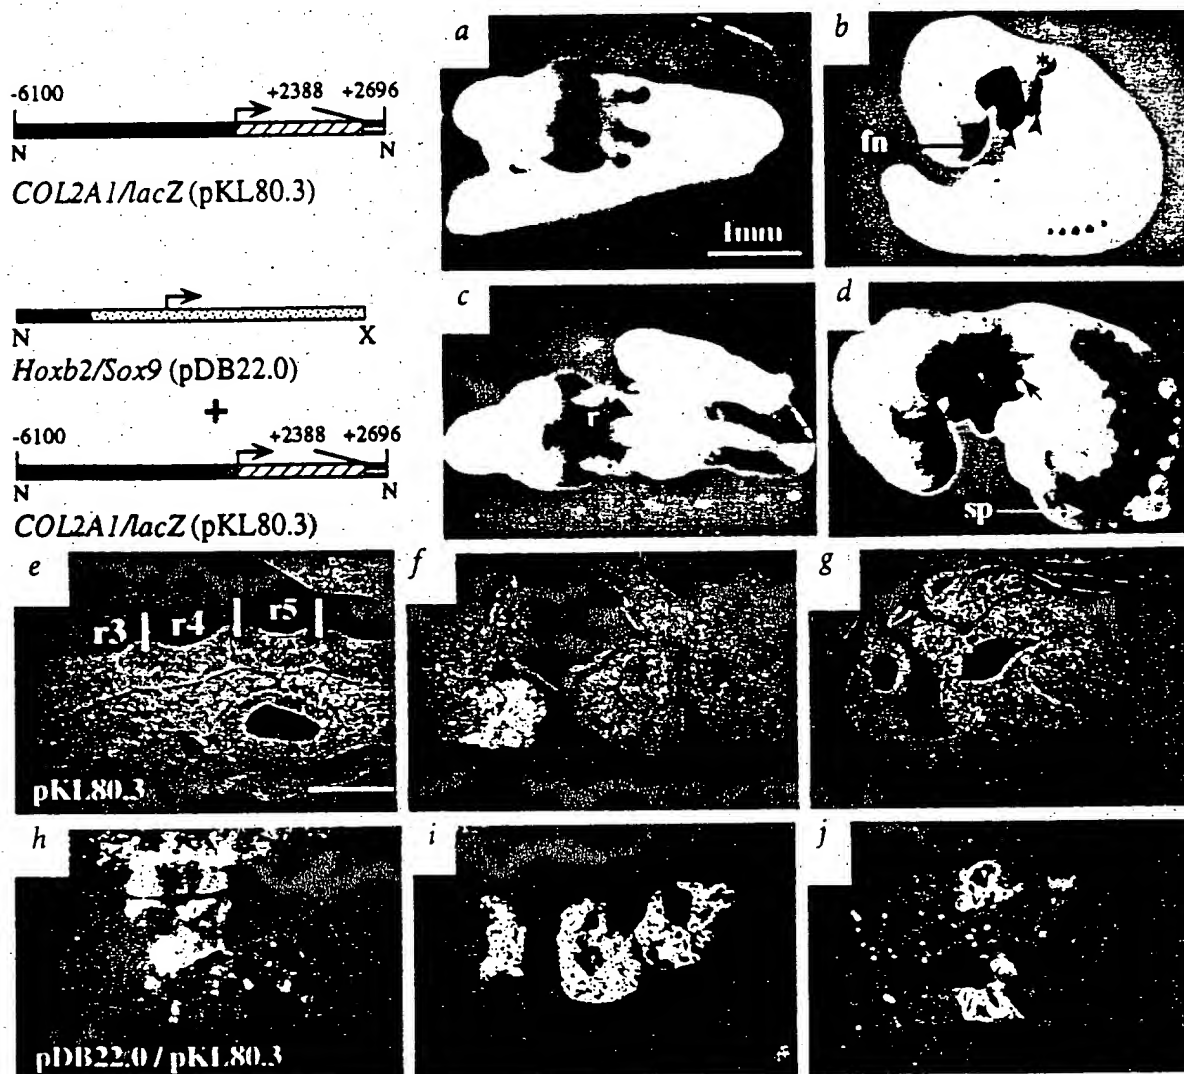 a
b
-6100 +2388 +2696
N N
COL2A1/lacZ (pKL80.3)
fn
*
1mm
N X
Hoxb2/Sox9 (pDB22.0)
+
-6100 +2388 +2696
N N
COL2A1/lacZ (pKL80.3)
c
r
d
sp
e
r3 r4 r5
pKL80.3
f
g
h
pDB22.0 / pKL80.3
i
j